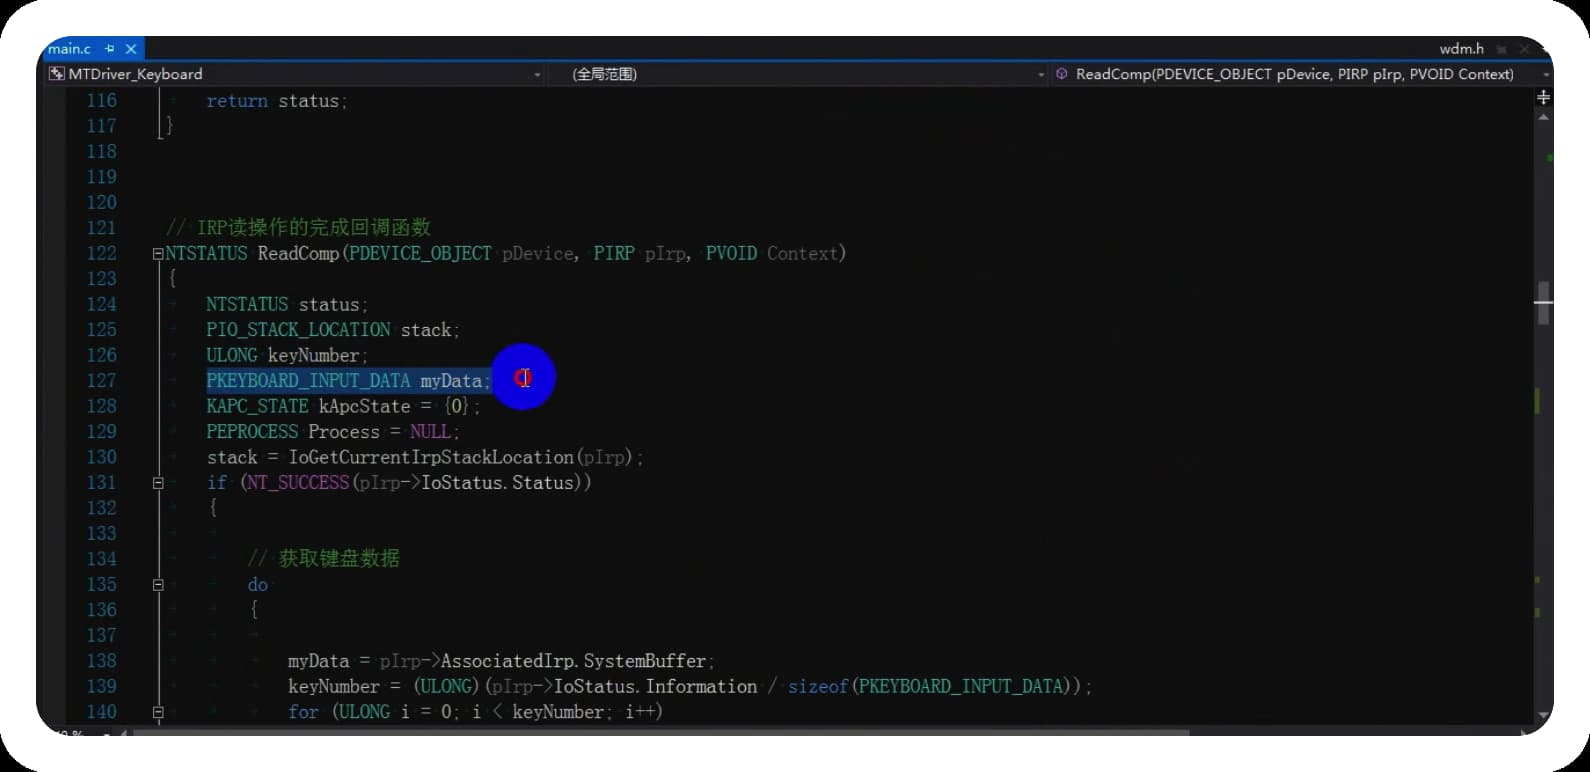 main.c
wdm.h
MTDriver_Keyboard
(全局范围)
ReadComp(PDEVICE_OBJECT pDevice, PIRP pIrp, PVOID Context)
116 return status;
117 }
118
119
120
121 // IRP读操作的完成回调函数
122 NTSTATUS ReadComp(PDEVICE_OBJECT pDevice, PIRP pIrp, PVOID Context)
123 {
124 NTSTATUS status;
125 PIO_STACK_LOCATION stack;
126 ULONG keyNumber;
127 PKEYBOARD_INPUT_DATA myData;
128 KAPC_STATE kApcState = {0};
129 PEPROCESS Process = NULL;
130 stack = IoGetCurrentIrpStackLocation(pIrp);
131 if (NT_SUCCESS(pIrp->IoStatus.Status))
132 {
133
134 // 获取键盘数据
135 do
136 {
137
138 myData = pIrp->AssociatedIrp.SystemBuffer;
139 keyNumber = (ULONG)(pIrp->IoStatus.Information / sizeof(PKEYBOARD_INPUT_DATA));
140 for (ULONG i = 0; i < keyNumber; i++)